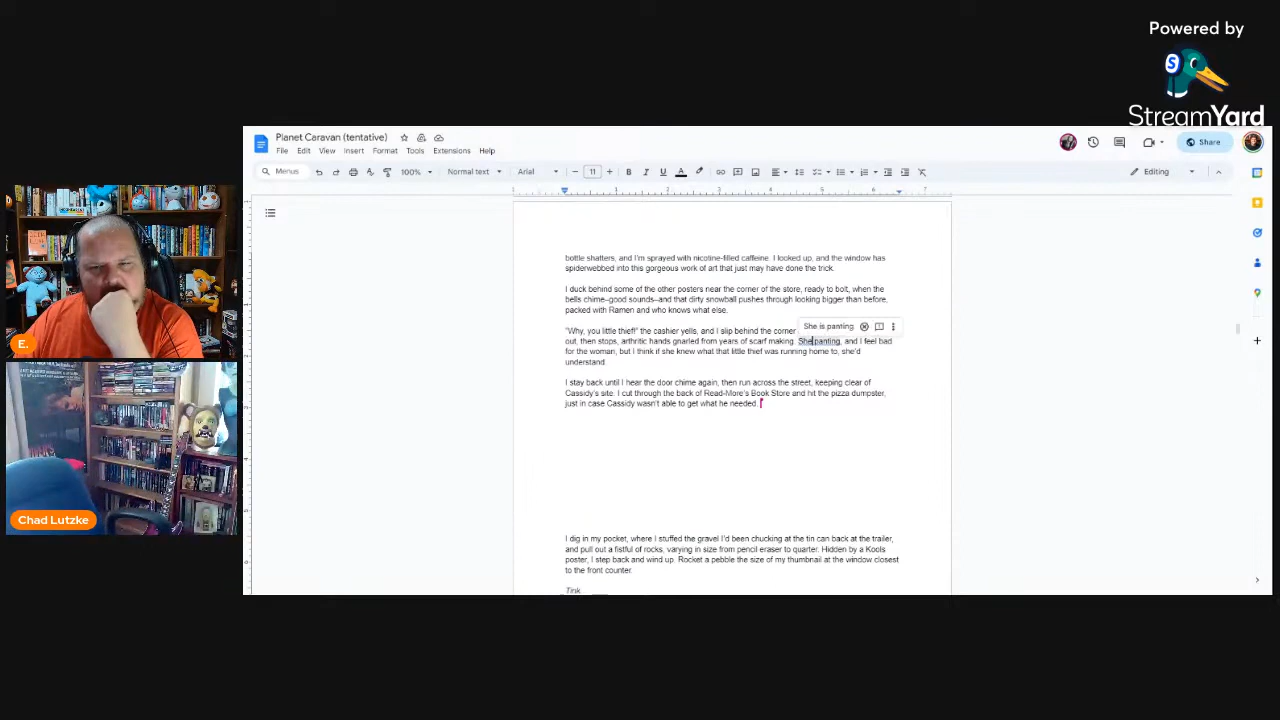 Powered by
S
StreamYard
Planet Caravan (tentative)
File Edit View Insert Format Tools Extensions Help
Share
Menus
100%
Normal text
Arial
11
B I U A
Editing
bottle shatters, and I'm sprayed with nicotine-filled caffeine. I looked up, and the window has
spiderwebbed into this gorgeous work of art that just may have done the trick.
I duck behind some of the other posters near the corner of the store, ready to bolt, when the
bells chime–good sounds–and that dirty snowball pushes through looking bigger than before,
packed with Ramen and who knows what else.
"Why, you little thief!" the cashier yells, and I slip behind the corner
She is panting.
out, then stops, arthritic hands gnarled from years of scarf making. She panting, and I feel bad
for the woman, but I think if she knew what that little thief was running home to, she'd
understand
I stay back until I hear the door chime again, then run across the street, keeping clear of
Cassidy's site. I cut through the back of Read-More's Book Store and hit the pizza dumpster,
just in case Cassidy wasn't able to get what he needed.
I dig in my pocket, where I stuffed the gravel I'd been chucking at the tin can back at the trailer,
and pull out a fistful of rocks, varying in size from pencil eraser to quarter. Hidden by a Kools
poster, I step back and wind up. Rocket a pebble the size of my thumbnail at the window closest
to the front counter.
Tink.
E.
Chad Lutzke